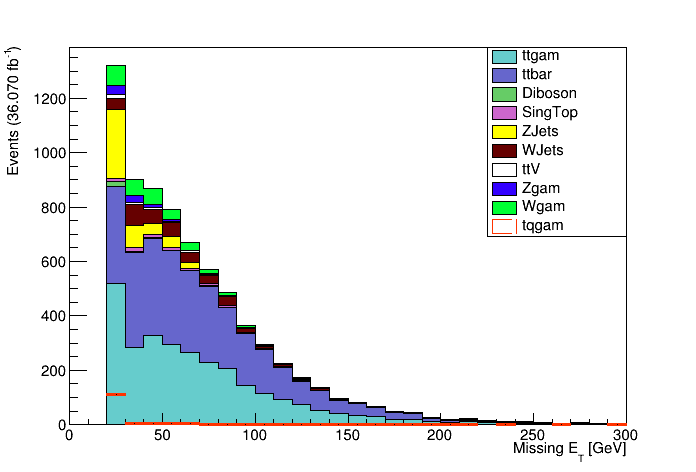 Events (36.070 fb⁻¹)
1200
1000
800
600
400
200
0
0 50 100 150 200 250 300
Missing E_T [GeV]
ttgam
ttbar
Diboson
SingTop
ZJets
WJets
ttV
Zgam
Wgam
tqgam